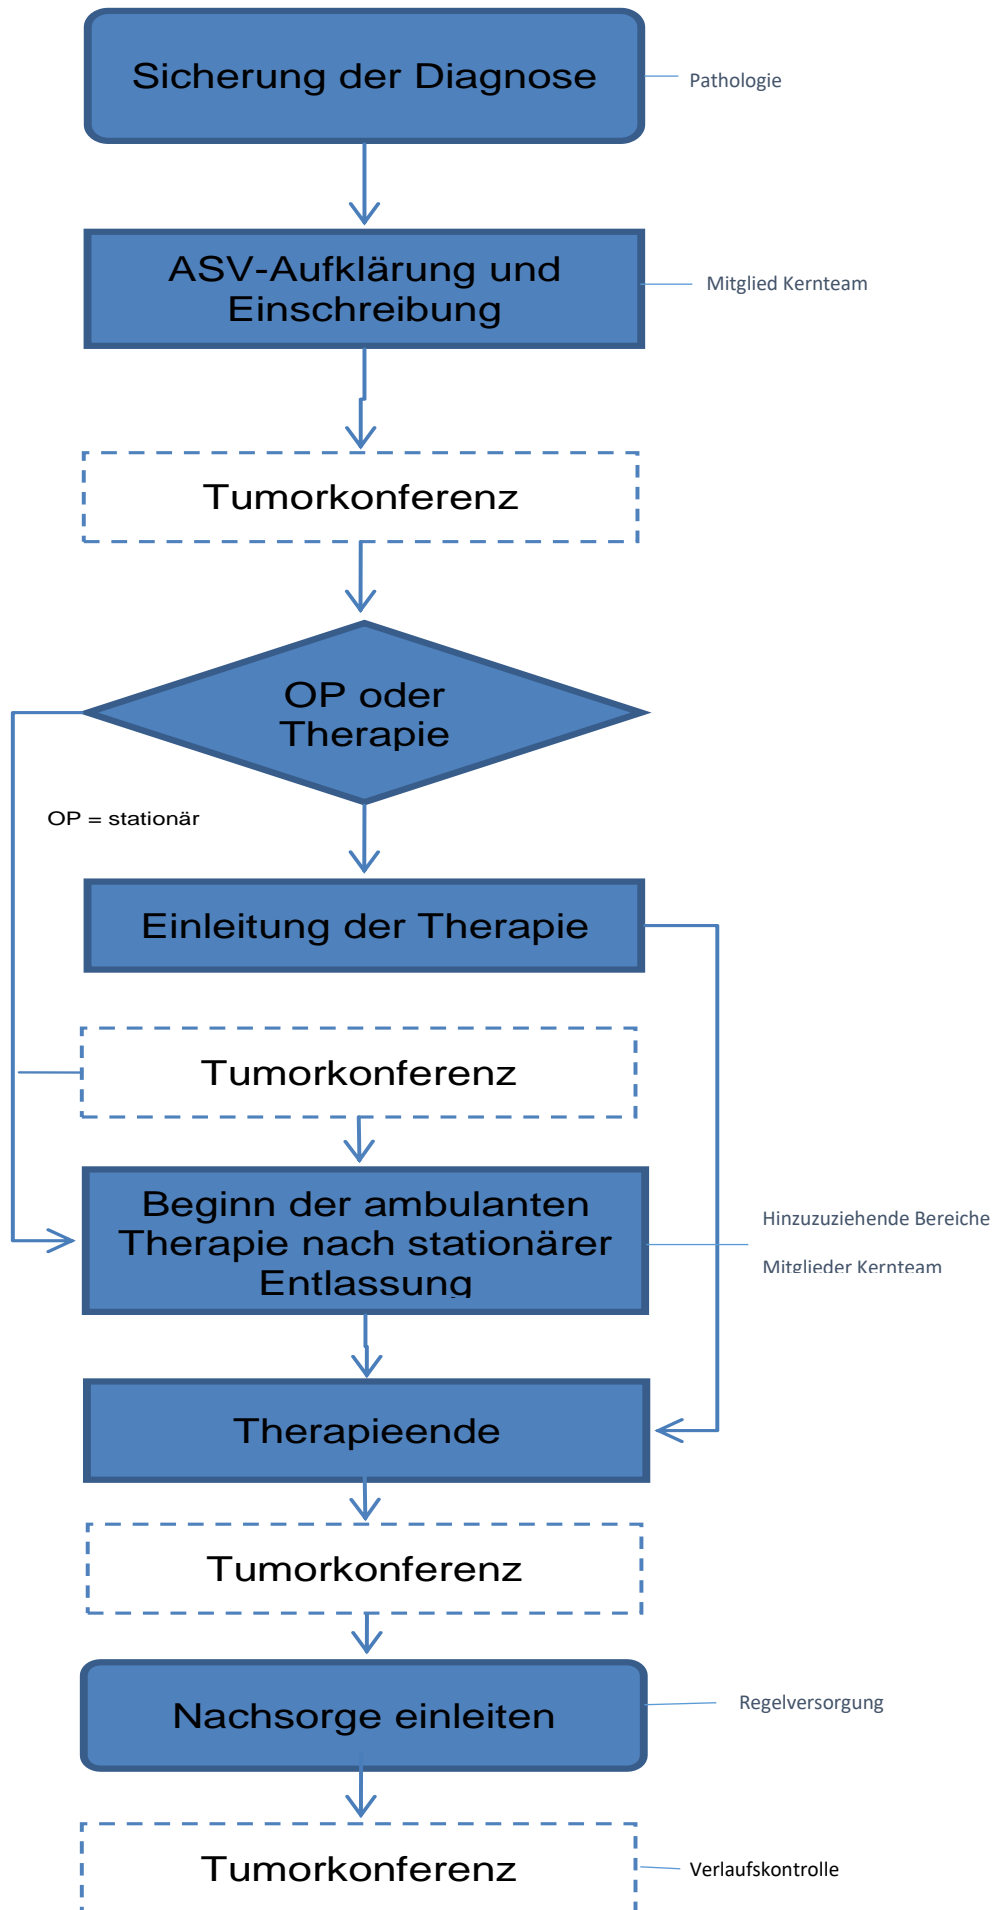 Sicherung der Diagnose
Pathologie
ASV-Aufklärung und
Einschreibung
Mitglied Kernteam
Tumorkonferenz
OP oder
Therapie
OP = stationär
Einleitung der Therapie
Tumorkonferenz
Beginn der ambulanten
Therapie nach stationärer
Entlassung
Hinzuzuziehende Bereiche
Mitglieder Kernteam
Therapieende
Tumorkonferenz
Nachsorge einleiten
Regelversorgung
Tumorkonferenz
Verlaufskontrolle